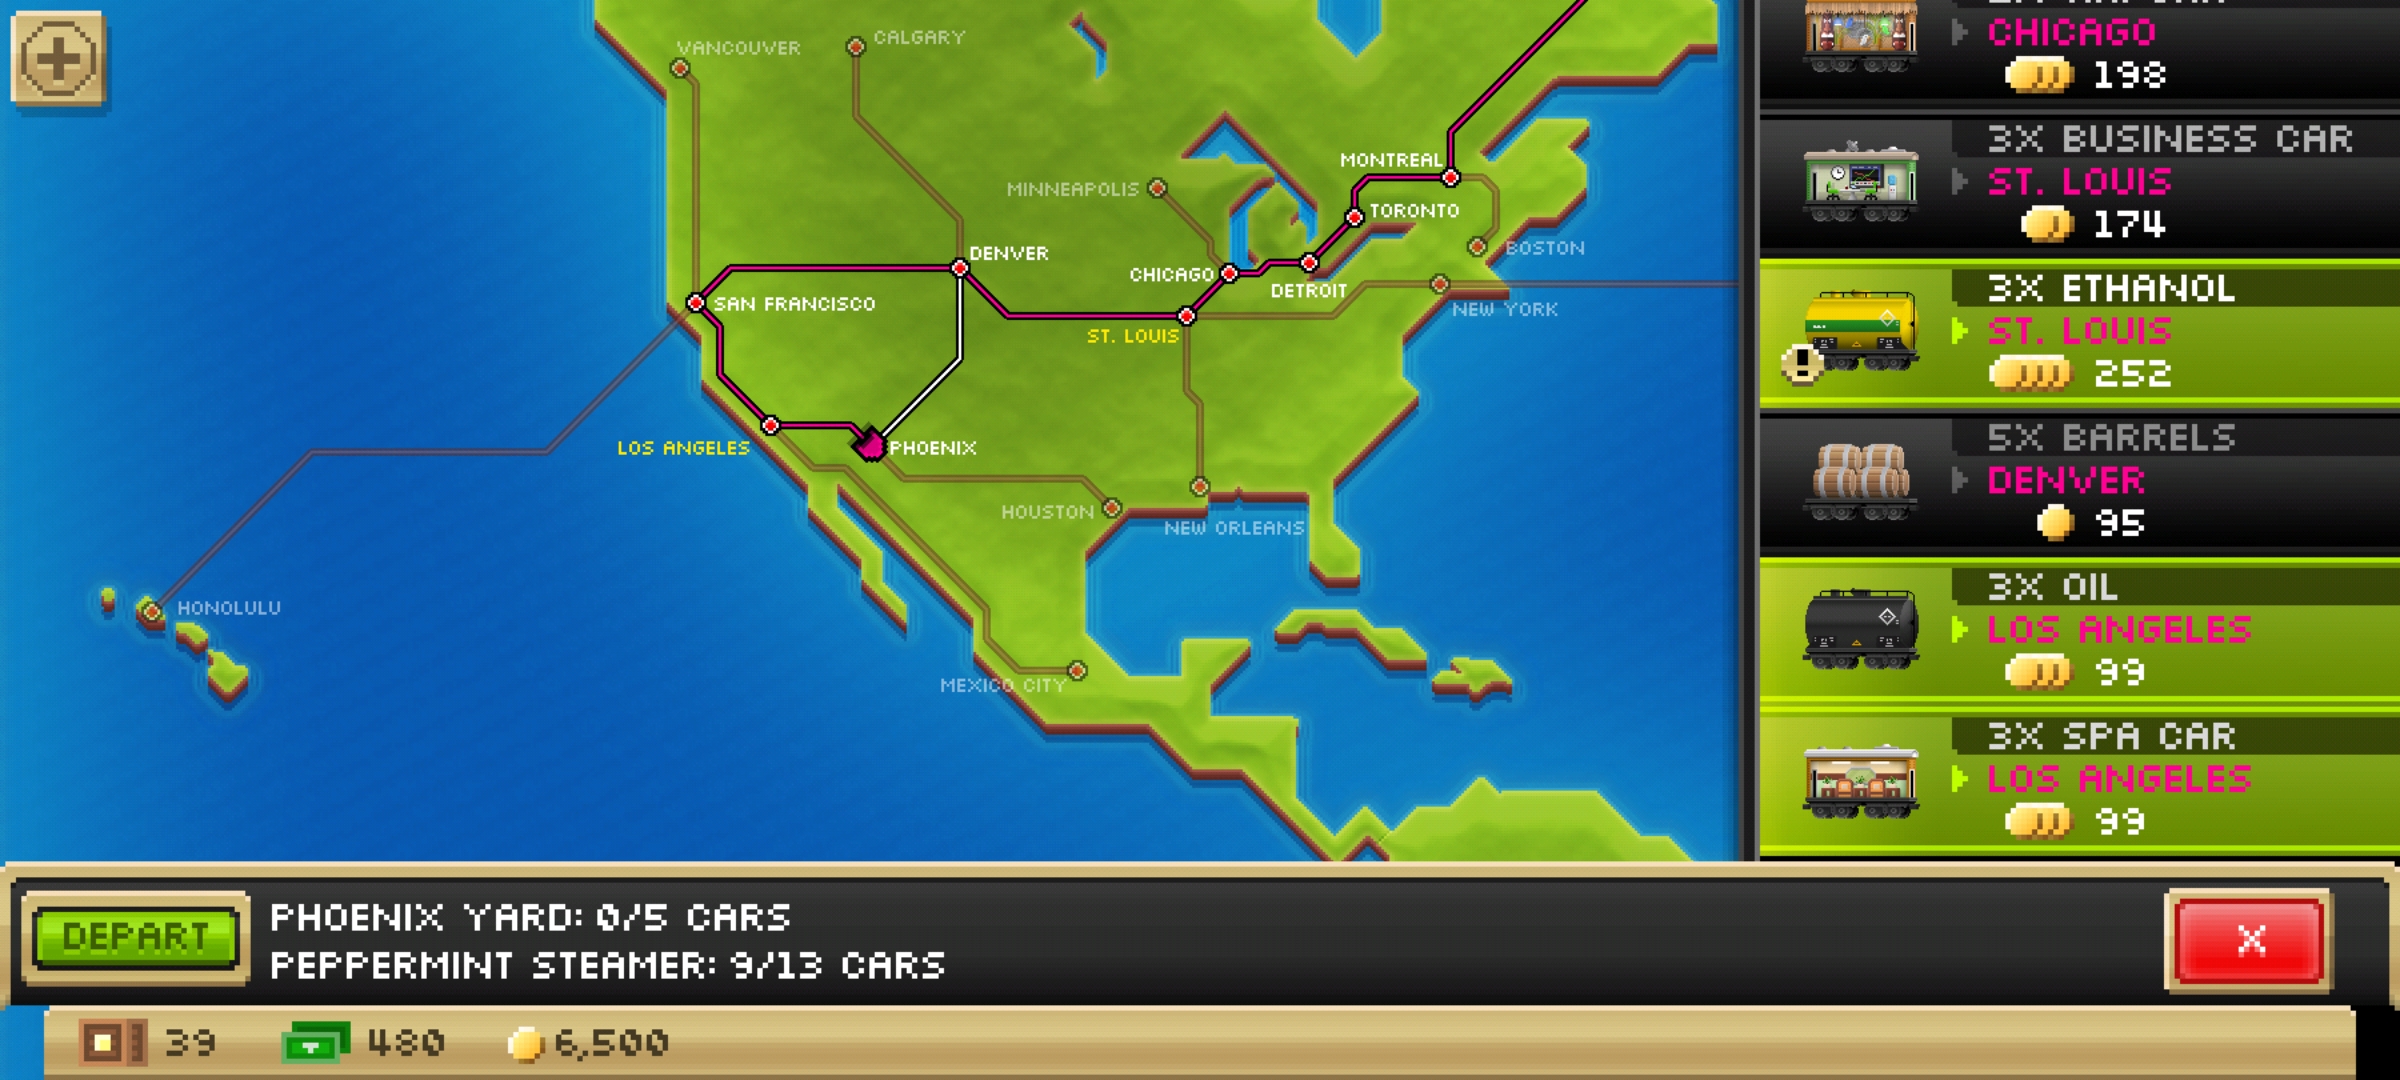 VANCOUVER
CALGARY
MINNEAPOLIS
MONTREAL
TORONTO
BOSTON
DENVER
CHICAGO
DETROIT
SAN FRANCISCO
NEW YORK
ST. LOUIS
LOS ANGELES
PHOENIX
HOUSTON
NEW ORLEANS
HONOLULU
MEXICO CITY
CHICAGO
198
3X BUSINESS CAR
ST. LOUIS
174
3X ETHANOL
ST. LOUIS
!
252
5X BARRELS
DENVER
95
3X OIL
LOS ANGELES
99
3X SPA CAR
LOS ANGELES
99
DEPART
PHOENIX YARD: 0/5 CARS
PEPPERMINT STEAMER: 9/13 CARS
X
39
480
6,500